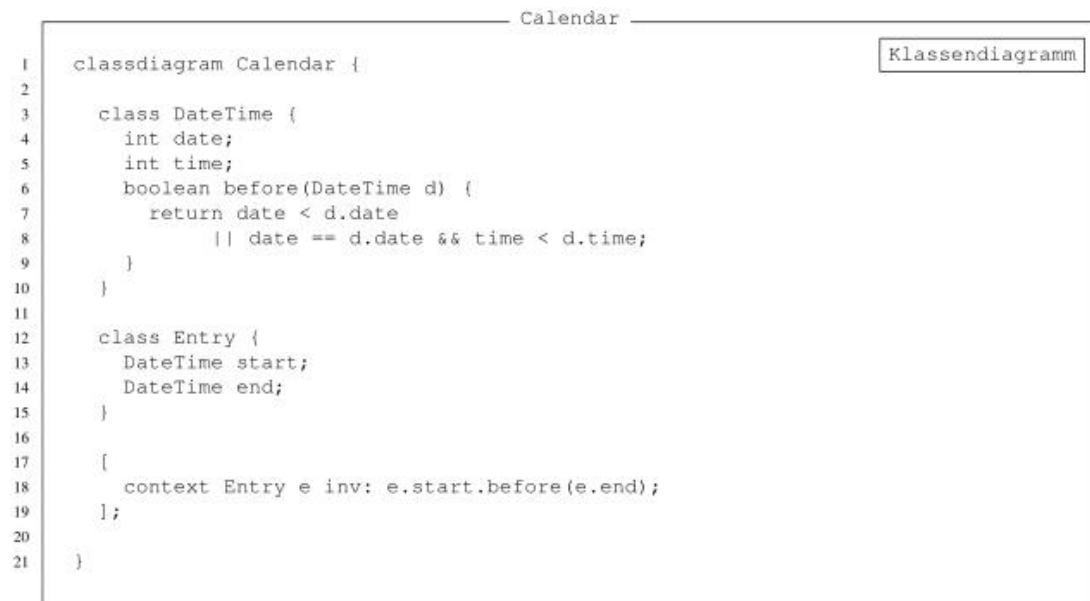 Calendar
Klassendiagramm
1 classdiagram Calendar {
2
3 class DateTime {
4 int date;
5 int time;
6 boolean before(DateTime d) {
7 return date < d.date
8 || date == d.date && time < d.time;
9 }
10 }
11
12 class Entry {
13 DateTime start;
14 DateTime end;
15 }
16
17 [
18 context Entry e inv: e.start.before(e.end);
19 ];
20
21 }